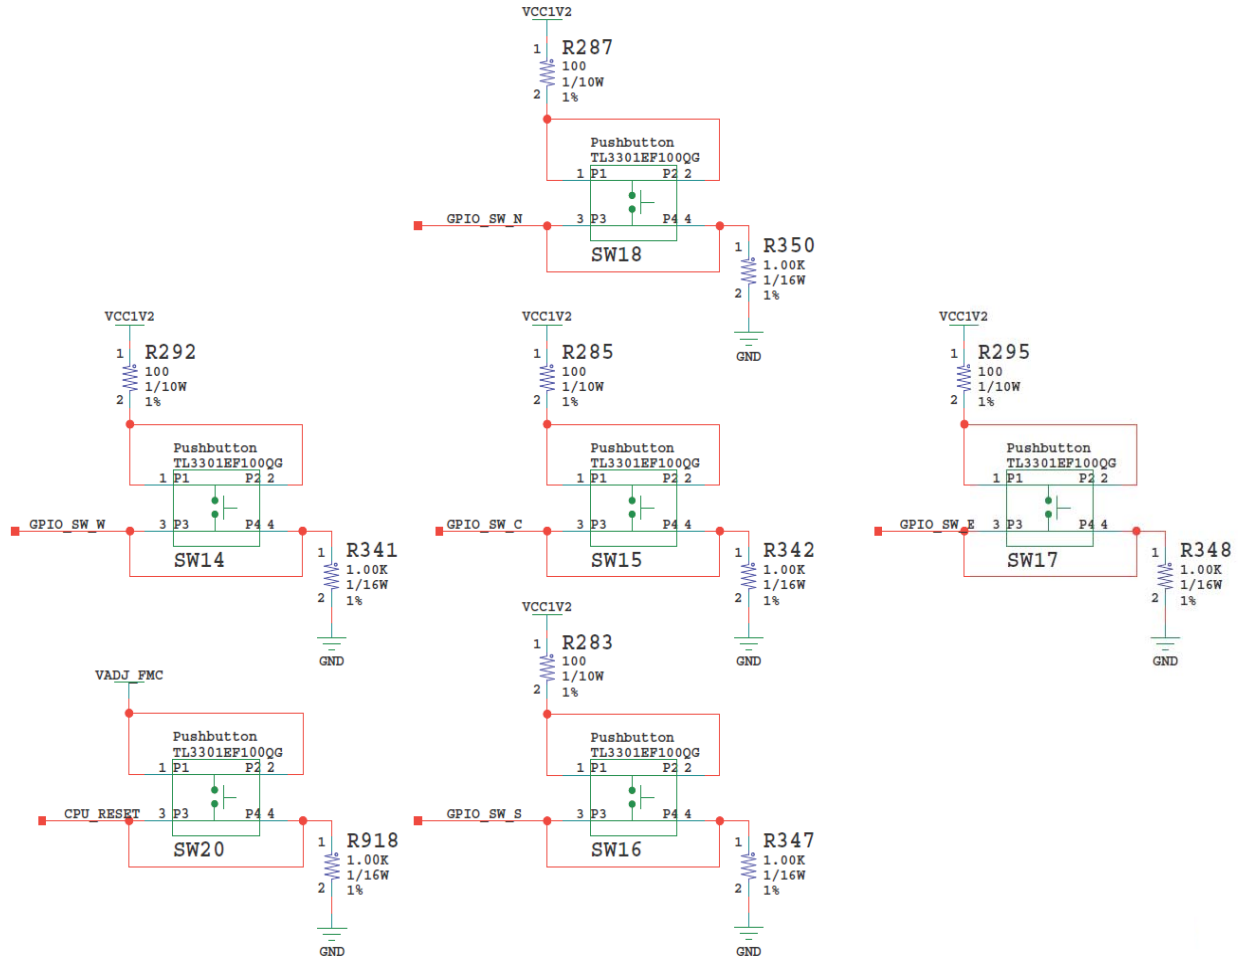 VCC1V2
1 R287
100
1/10W
2 1%
Pushbutton
TL3301EF100QG
1 P1 P2 2
GPIO_SW_N 3 P3 P4 4
SW18
1 R350
1.00K
1/16W
2 1%
GND
VCC1V2
1 R292
100
1/10W
2 1%
Pushbutton
TL3301EF100QG
1 P1 P2 2
GPIO_SW_W 3 P3 P4 4
SW14
1 R341
1.00K
1/16W
2 1%
GND
VCC1V2
1 R285
100
1/10W
2 1%
Pushbutton
TL3301EF100QG
1 P1 P2 2
GPIO_SW_C 3 P3 P4 4
SW15
1 R342
1.00K
1/16W
2 1%
GND
VCC1V2
1 R295
100
1/10W
2 1%
Pushbutton
TL3301EF100QG
1 P1 P2 2
GPIO_SW_E 3 P3 P4 4
SW17
1 R348
1.00K
1/16W
2 1%
GND
VADJ_FMC
Pushbutton
TL3301EF100QG
1 P1 P2 2
CPU_RESET 3 P3 P4 4
SW20
1 R918
1.00K
1/16W
2 1%
GND
VCC1V2
1 R283
100
1/10W
2 1%
Pushbutton
TL3301EF100QG
1 P1 P2 2
GPIO_SW_S 3 P3 P4 4
SW16
1 R347
1.00K
1/16W
2 1%
GND